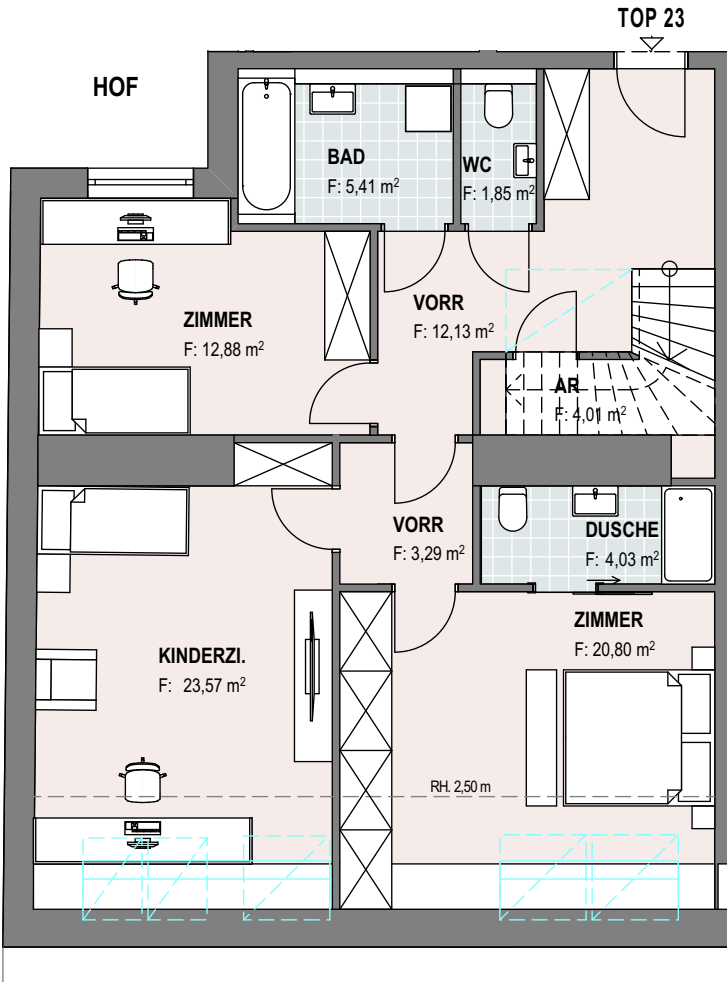 TOP 23
HOF
BAD
F: 5,41 m²
WC
F: 1,85 m²
ZIMMER
F: 12,88 m²
VORR
F: 12,13 m²
AR
F: 4,01 m²
VORR
F: 3,29 m²
DUSCHE
F: 4,03 m²
ZIMMER
F: 20,80 m²
KINDERZI.
F: 23,57 m²
RH. 2,50 m